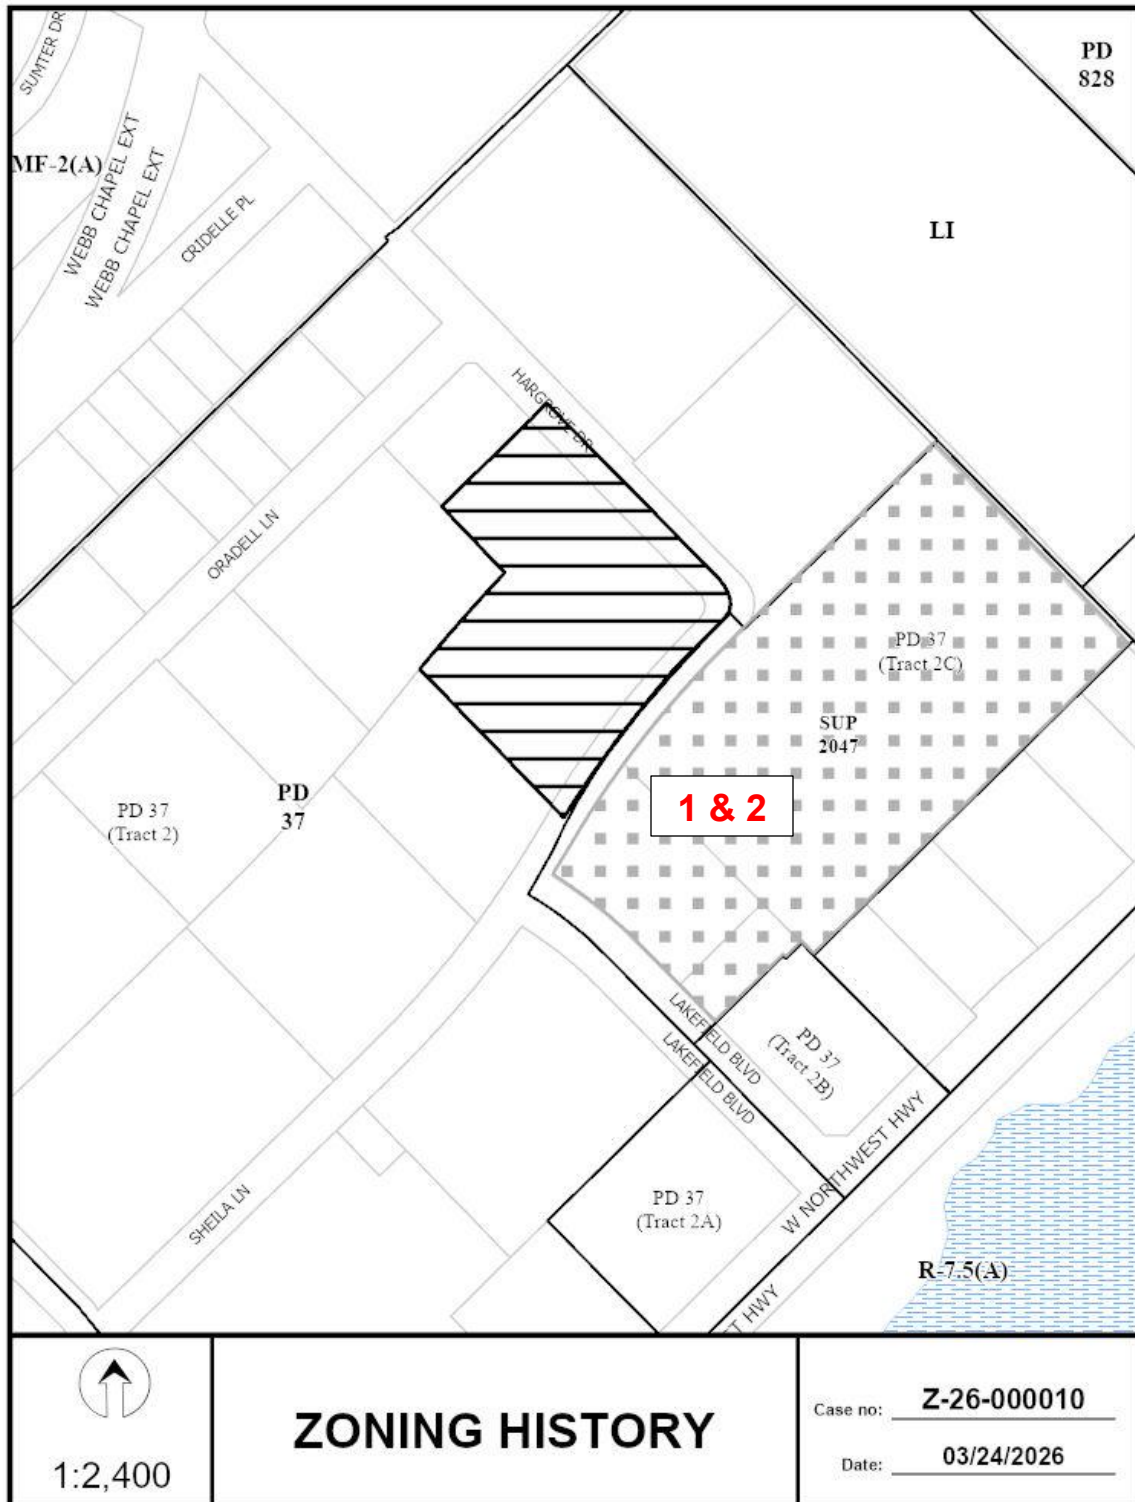 SUMTER DR
PD
828
MF-2(A)
WEBB CHAPEL EXT
WEBB CHAPEL EXT
CRIDELLE PL
LI
HARGROVE DR
ORADELL LN
PD 37
(Tract 2C)
SUP
2047
PD
37
PD 37
(Tract 2)
1 & 2
LAKEFIELD BLVD
LAKEFIELD BLVD
PD 37
(Tract 2B)
W NORTHWEST HWY
PD 37
(Tract 2A)
SHEILA LN
R-7.5(A)
T HWY
1:2,400
ZONING HISTORY
Case no: Z-26-000010
Date: 03/24/2026